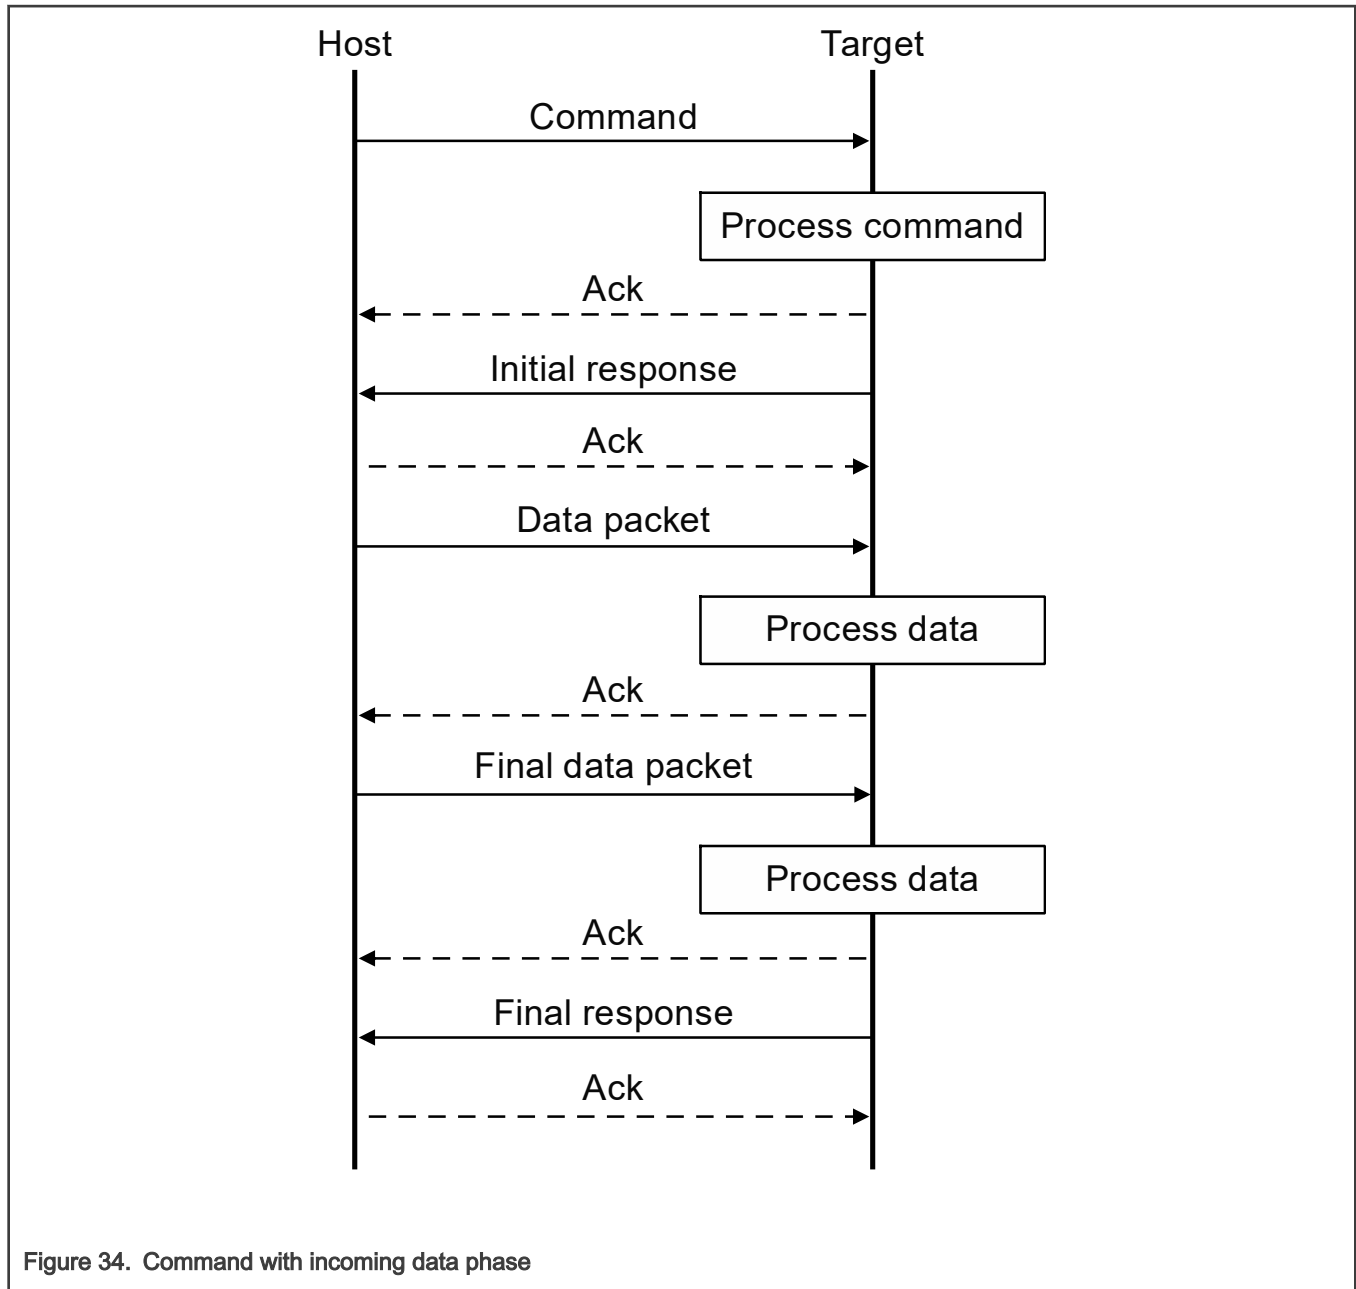 Host
Target
Command
Process command
Ack
Initial response
Ack
Data packet
Process data
Ack
Final data packet
Process data
Ack
Final response
Ack
Figure 34. Command with incoming data phase